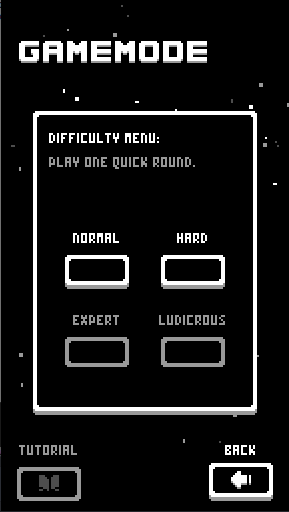 GAMEMODE
DIFFICULTY MENU:
PLAY ONE QUICK ROUND.
NORMAL HARD
EXPERT LUDICROUS
TUTORIAL BACK